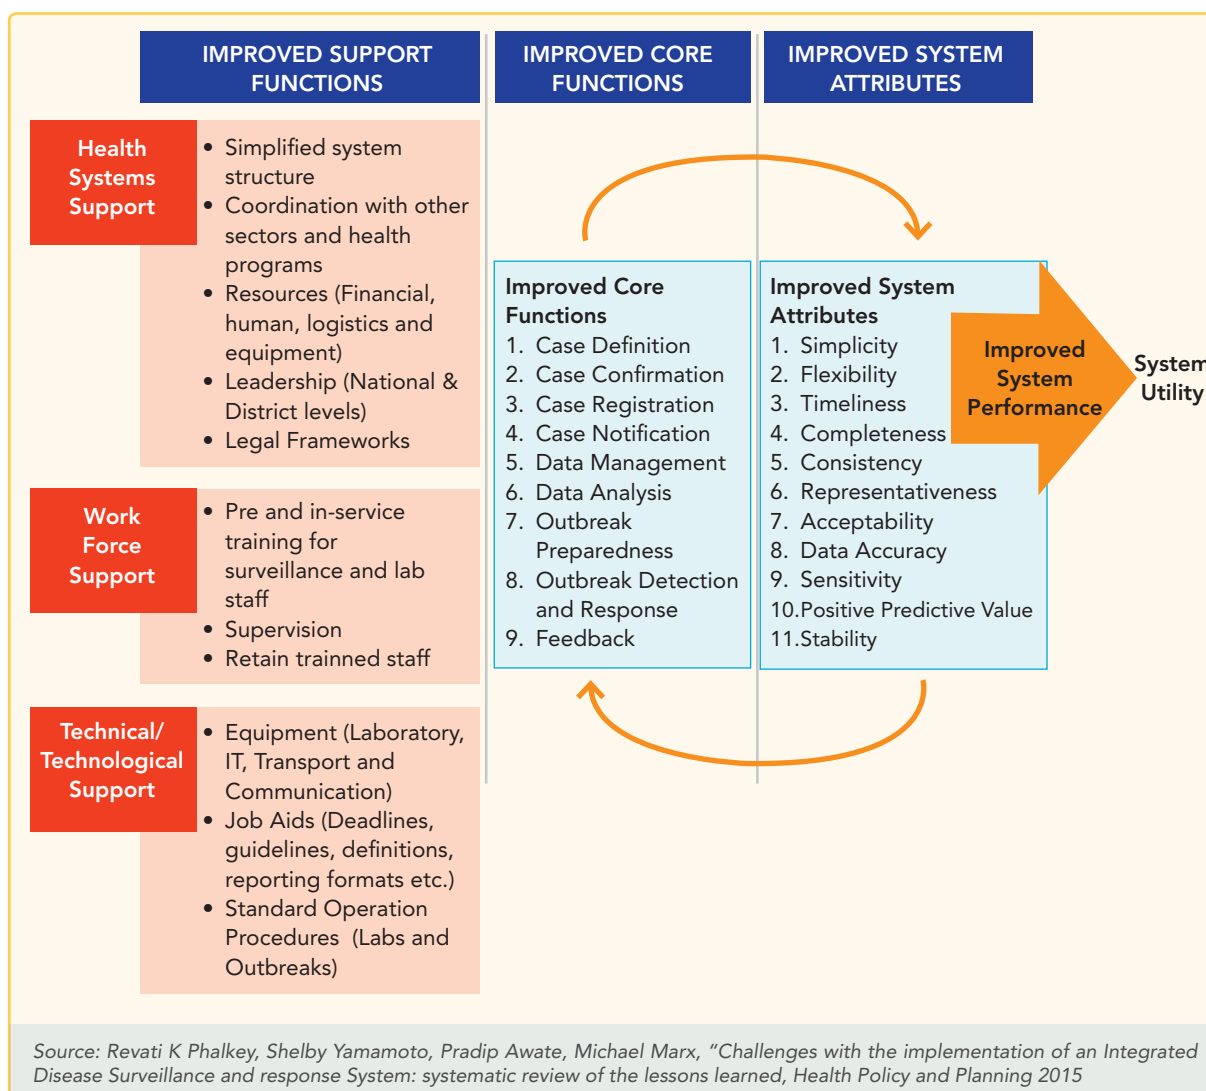 IMPROVED SUPPORT
FUNCTIONS
IMPROVED CORE
FUNCTIONS
IMPROVED SYSTEM
ATTRIBUTES
Health
Systems
Support
• Simplified system
structure
• Coordination with other
sectors and health
programs
• Resources (Financial,
human, logistics and
equipment)
• Leadership (National &
District levels)
• Legal Frameworks
Work
Force
Support
• Pre and in-service
training for
surveillance and lab
staff
• Supervision
• Retain trainned staff
Technical/
Technological
Support
• Equipment (Laboratory,
IT, Transport and
Communication)
• Job Aids (Deadlines,
guidelines, definitions,
reporting formats etc.)
• Standard Operation
Procedures (Labs and
Outbreaks)
Improved Core
Functions
1. Case Definition
2. Case Confirmation
3. Case Registration
4. Case Notification
5. Data Management
6. Data Analysis
7. Outbreak
Preparedness
8. Outbreak Detection
and Response
9. Feedback
Improved System
Attributes
1. Simplicity
2. Flexibility
3. Timeliness
4. Completeness
5. Consistency
6. Representativeness
7. Acceptability
8. Data Accuracy
9. Sensitivity
10.Positive Predictive Value
11.Stability
Improved
System
Performance
System
Utility
Source: Revati K Phalkey, Shelby Yamamoto, Pradip Awate, Michael Marx, “Challenges with the implementation of an Integrated
Disease Surveillance and response System: systematic review of the lessons learned, Health Policy and Planning 2015